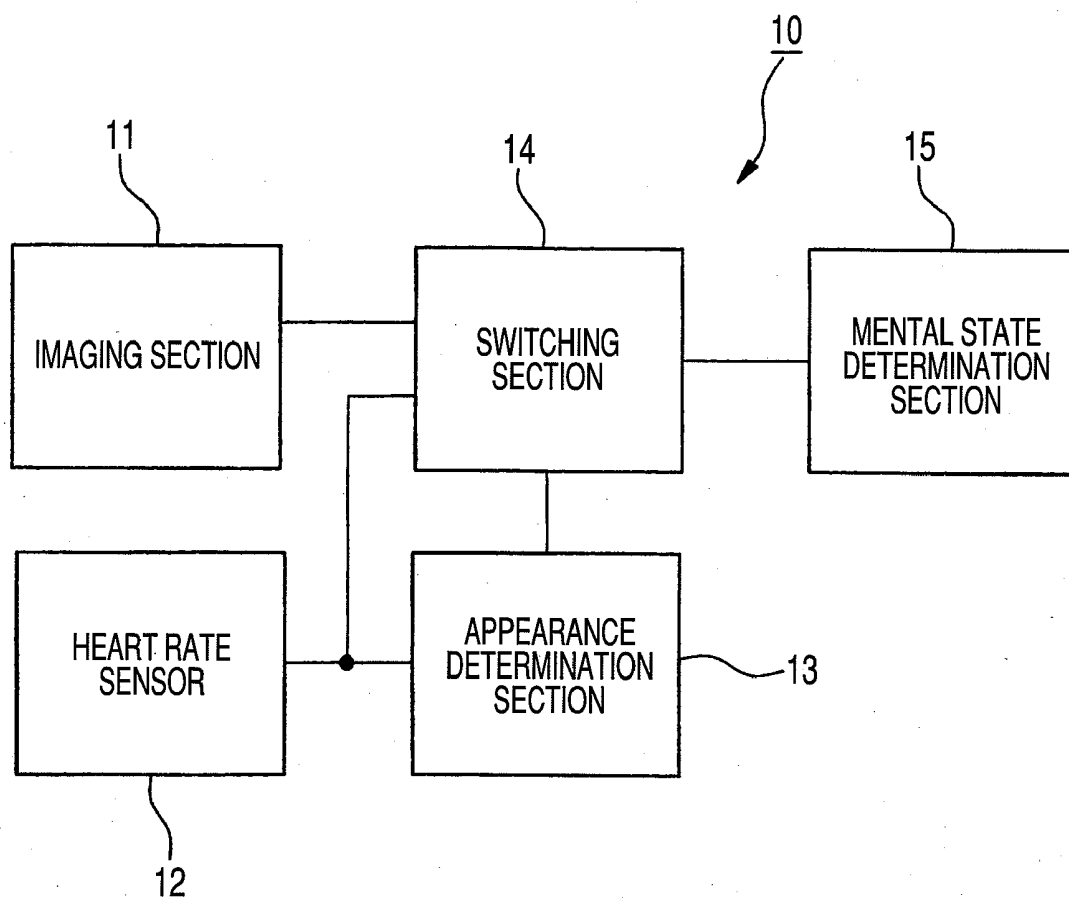 10
11
14
15
IMAGING SECTION
SWITCHING
SECTION
MENTAL STATE
DETERMINATION
SECTION
HEART RATE
SENSOR
APPEARANCE
DETERMINATION
SECTION
13
12